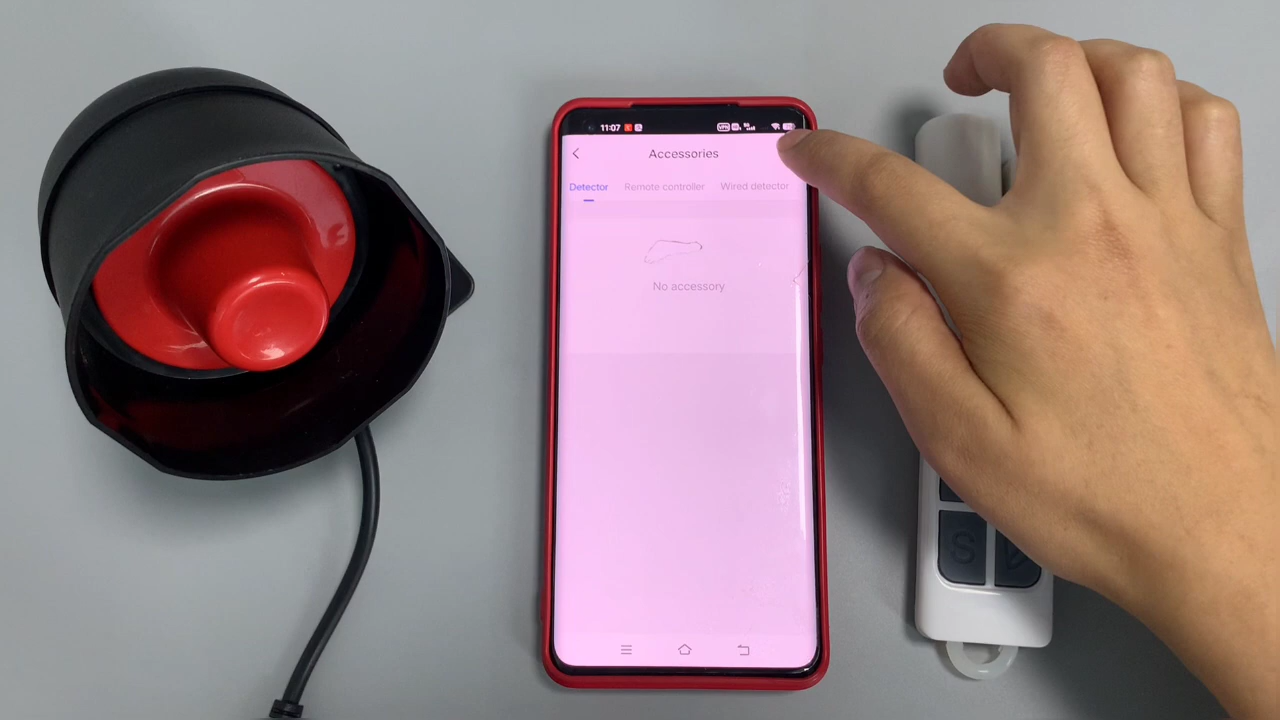 11:07
Accessories
Detector Remote controller Wired detector
No accessory
S